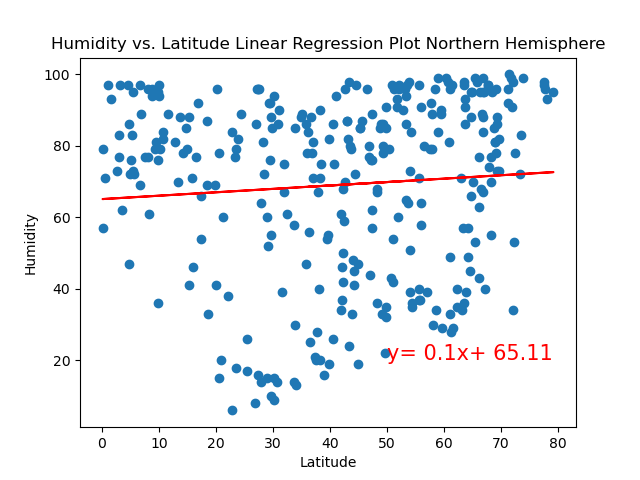 Humidity vs. Latitude Linear Regression Plot Northern Hemisphere
100
80
60
40
20
Humidity
y= 0.1x+ 65.11
0 10 20 30 40 50 60 70 80
Latitude